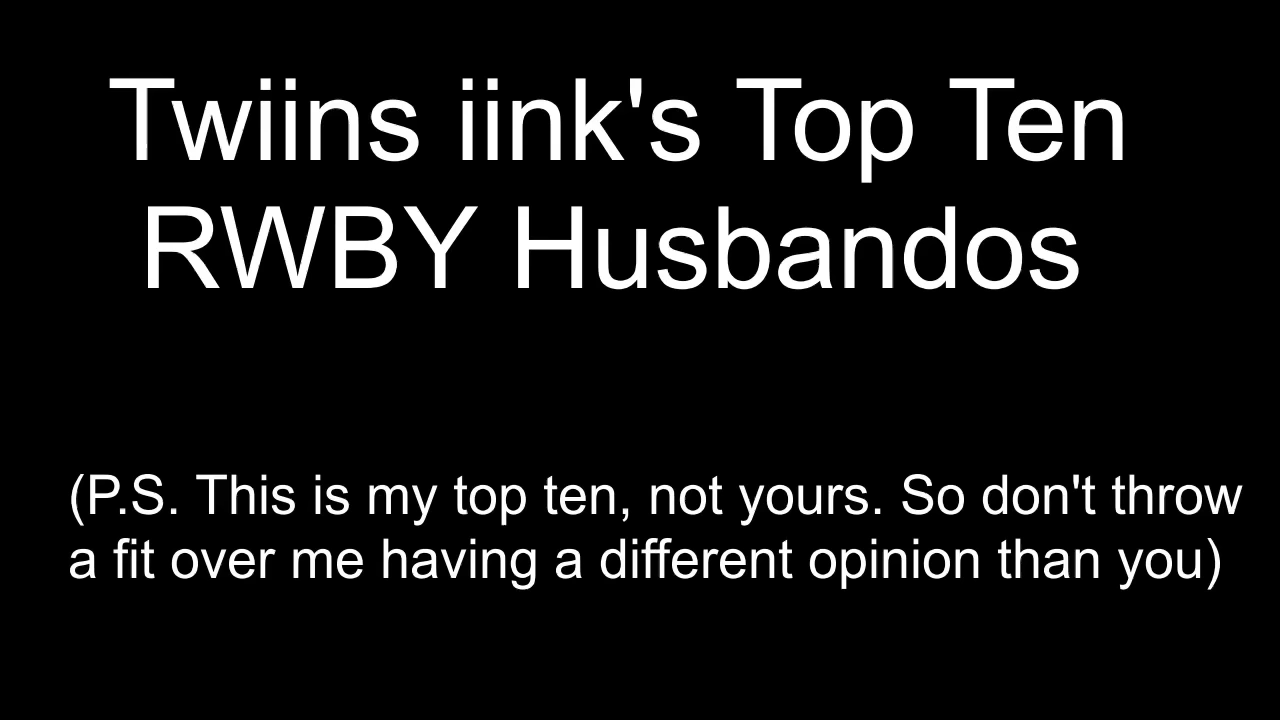 Twiins iink's Top Ten
RWBY Husbandos
(P.S. This is my top ten, not yours. So don't throw
a fit over me having a different opinion than you)